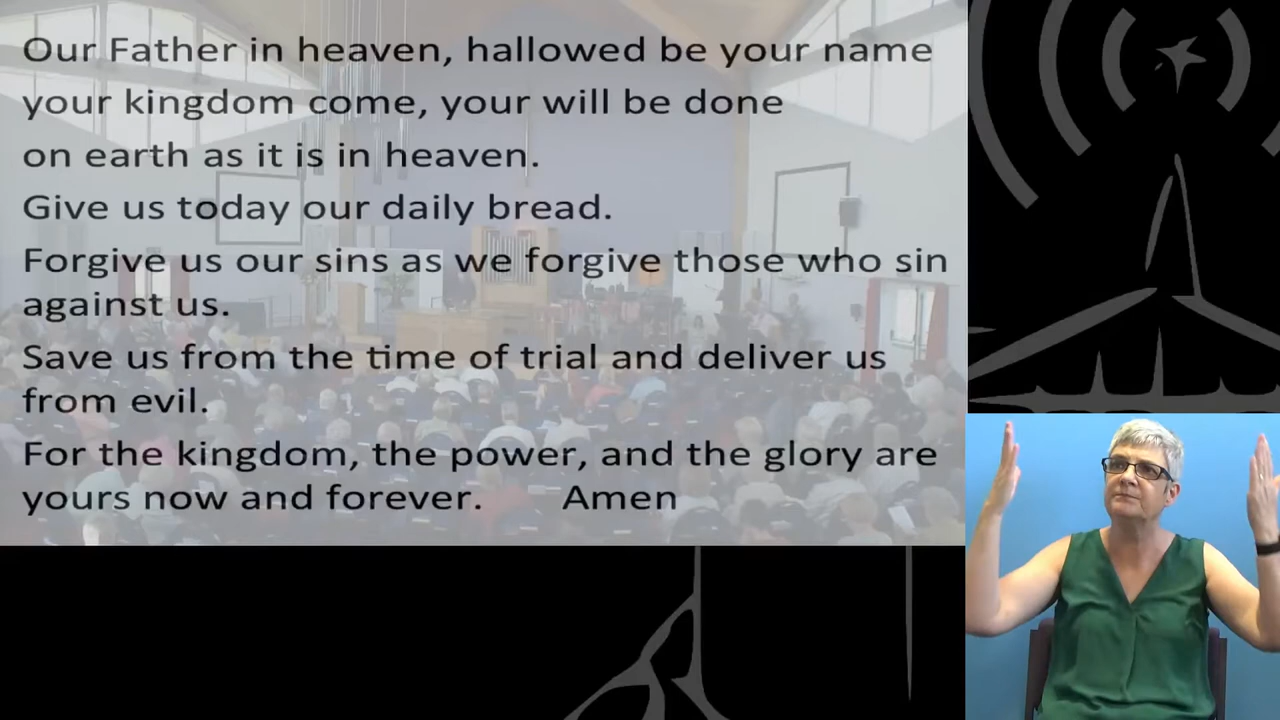 Our Father in heaven, hallowed be your name
your kingdom come, your will be done
on earth as it is in heaven.
Give us today our daily bread.
Forgive us our sins as we forgive those who sin
against us.
Save us from the time of trial and deliver us
from evil.
For the kingdom, the power, and the glory are
yours now and forever. Amen